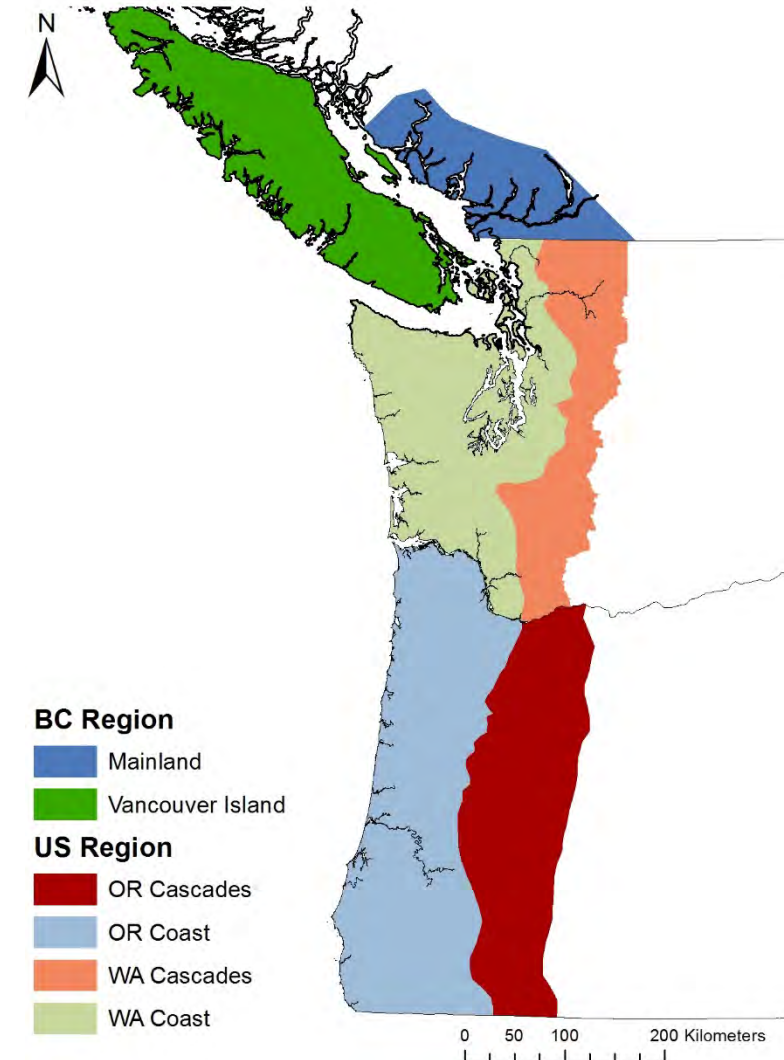 N
BC Region
Mainland
Vancouver Island
US Region
OR Cascades
OR Coast
WA Cascades
WA Coast
0 50 100 200 Kilometers